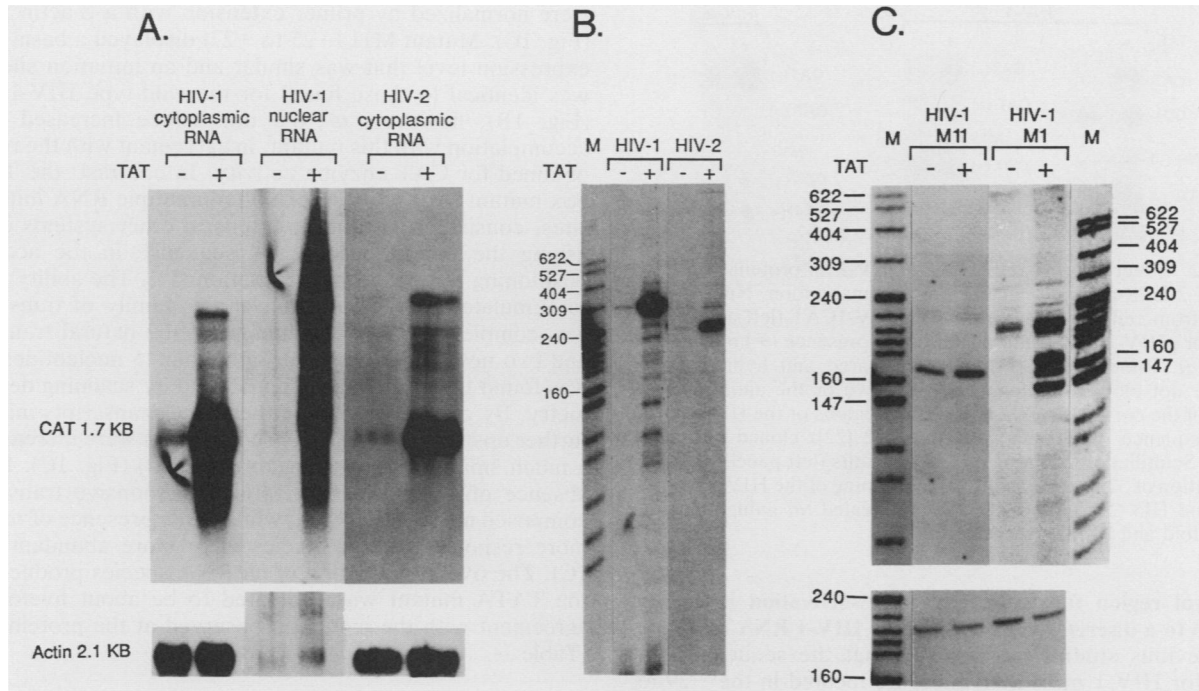 A.
HIV-1 cytoplasmic RNA
HIV-1 nuclear RNA
HIV-2 cytoplasmic RNA
TAT - + - + - +
CAT 1.7 KB
Actin 2.1 KB
B.
M HIV-1 HIV-2
TAT - + - +
622
527
404
309
240
160
C.
M HIV-1 M11 HIV-1 M1 M
TAT - + - +
622
527
404
309
240
160
147
622
527
404
309
240
160
147
240
160